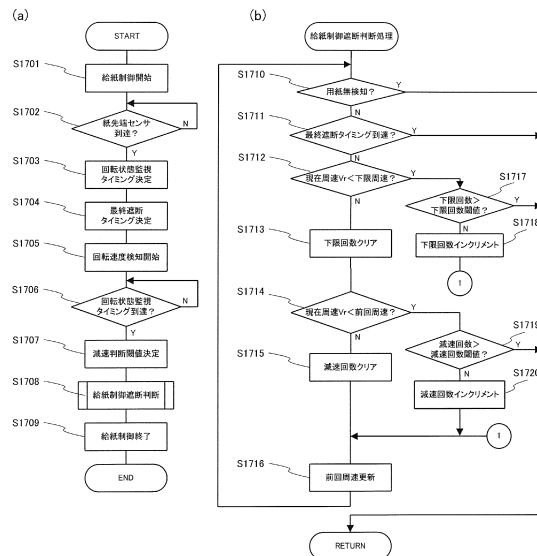 (a)
START
S1701
給紙制御開始
S1702
紙先端センサ
到達？
N
Y
S1703
回転状態監視
タイミング決定
S1704
最終遮断
タイミング決定
S1705
回転速度検知開始
S1706
回転状態監視
タイミング到達？
N
Y
S1707
減速判断閾値決定
S1708
給紙制御遮断判断
S1709
給紙制御終了
END
(b)
給紙制御遮断判断処理
S1710
用紙無検知？
Y
N
S1711
最終遮断タイミング到達？
Y
N
S1712
現在周速Vr＜下限周速？
Y
N
S1717
下限回数＞
下限回数閾値？
Y
N
S1718
下限回数インクリメント
1
S1713
下限回数クリア
S1714
現在周速Vr＜前回周速？
Y
N
S1719
減速回数＞
減速回数閾値？
Y
N
S1720
減速回数インクリメント
S1715
減速回数クリア
1
S1716
前回周速更新
RETURN